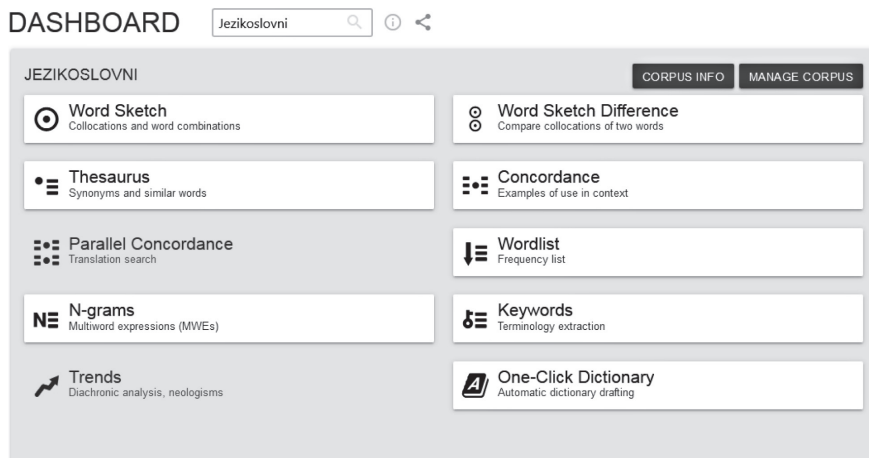 DASHBOARD
Jezikoslovni
JEZIKOSLOVNI
CORPUS INFO
MANAGE CORPUS
Word Sketch
Collocations and word combinations
Word Sketch Difference
Compare collocations of two words
Thesaurus
Synonyms and similar words
Concordance
Examples of use in context
Parallel Concordance
Translation search
Wordlist
Frequency list
N-grams
Multiword expressions (MWEs)
Keywords
Terminology extraction
Trends
Diachronic analysis, neologisms
One-Click Dictionary
Automatic dictionary drafting